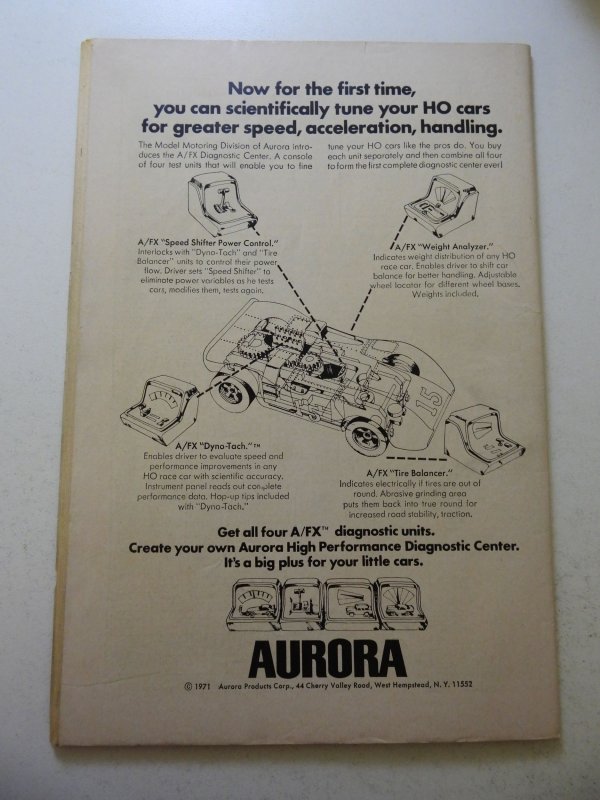 Now for the first time,
you can scientifically tune your HO cars
for greater speed, acceleration, handling.
The Model Motoring Division of Aurora intro-
duces the A/FX Diagnostic Center. A console
of four test units that will enable you to fine
tune your HO cars like the pros do. You buy
each unit separately and then combine all four
to form the first complete diagnostic center ever!
A/FX "Speed Shifter Power Control."
Interlocks with "Dyno-Tach" and "Tire
Balancer" units to control their power
flow. Driver sets "Speed Shifter" to
eliminate power variables as he tests
cars, modifies them, tests again.
A/FX "Weight Analyzer."
Indicates weight distribution of any HO
race car. Enables driver to shift car
balance for better handling. Adjustable
wheel locator for different wheel bases.
Weights included.
15
A/FX "Dyno-Tach."™
Enables driver to evaluate speed and
performance improvements in any
HO race car with scientific accuracy.
Instrument panel reads out complete
performance data. Hop-up tips included
with "Dyno-Tach."
A/FX "Tire Balancer."
Indicates electrically if tires are out of
round. Abrasive grinding area
puts them back into true round for
increased road stability, traction.
Get all four A/FX™ diagnostic units.
Create your own Aurora High Performance Diagnostic Center.
It's a big plus for your little cars.
AURORA
© 1971 Aurora Products Corp., 44 Cherry Valley Road, West Hempstead, N. Y. 11552